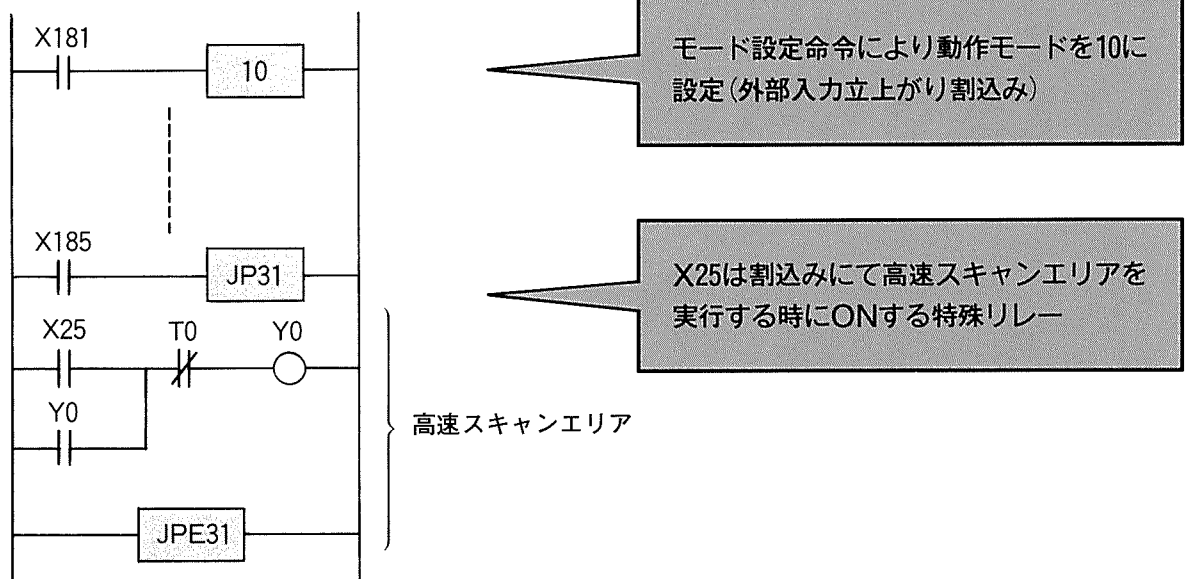 X181
10
モード設定命令により動作モードを10に
設定(外部入力立上がり割込み)
X185
JP31
X25は割込みにて高速スキャンエリアを
実行する時にONする特殊リレー
X25 T0 Y0
Y0
高速スキャンエリア
JPE31